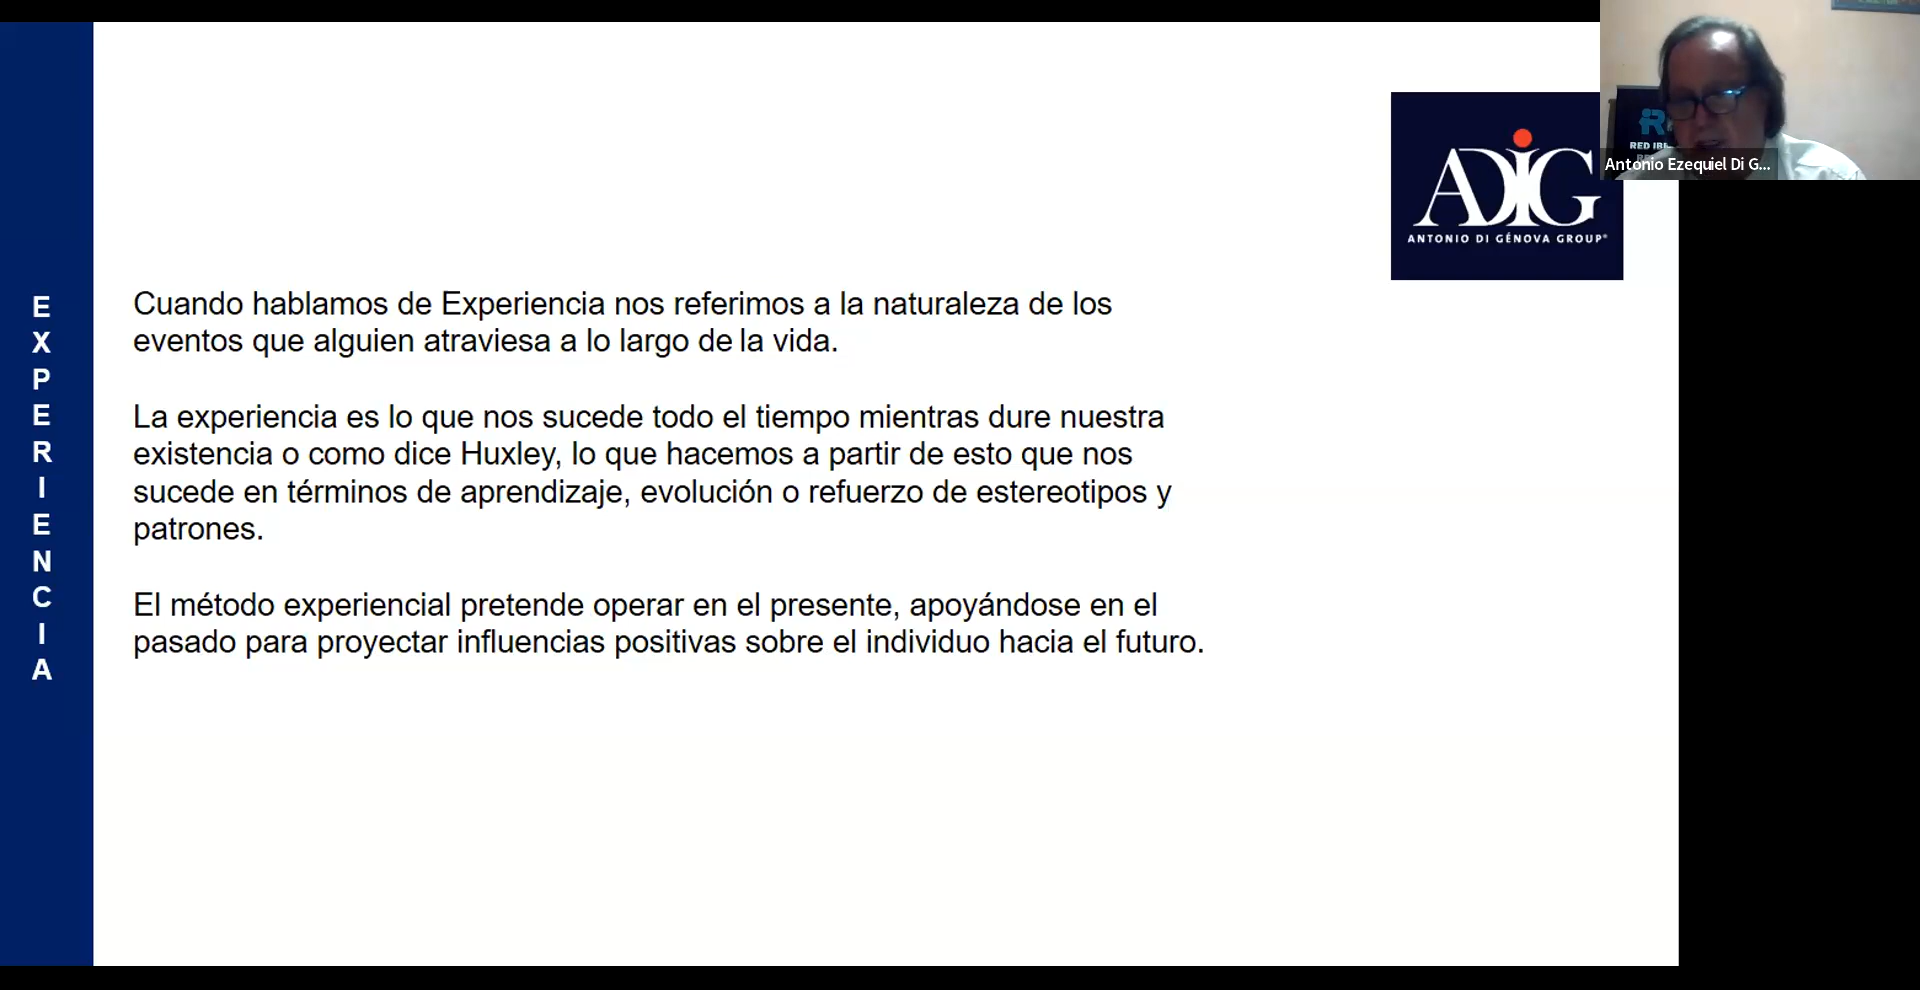 E
X
P
E
R
I
E
N
C
I
A
Cuando hablamos de Experiencia nos referimos a la naturaleza de los
eventos que alguien atraviesa a lo largo de la vida.
La experiencia es lo que nos sucede todo el tiempo mientras dure nuestra
existencia o como dice Huxley, lo que hacemos a partir de esto que nos
sucede en términos de aprendizaje, evolución o refuerzo de estereotipos y
patrones.
El método experiencial pretende operar en el presente, apoyándose en el
pasado para proyectar influencias positivas sobre el individuo hacia el futuro.
ADiG
ANTONIO DI GÉNOVA GROUP®
RED
Antonio Ezequiel Di G...